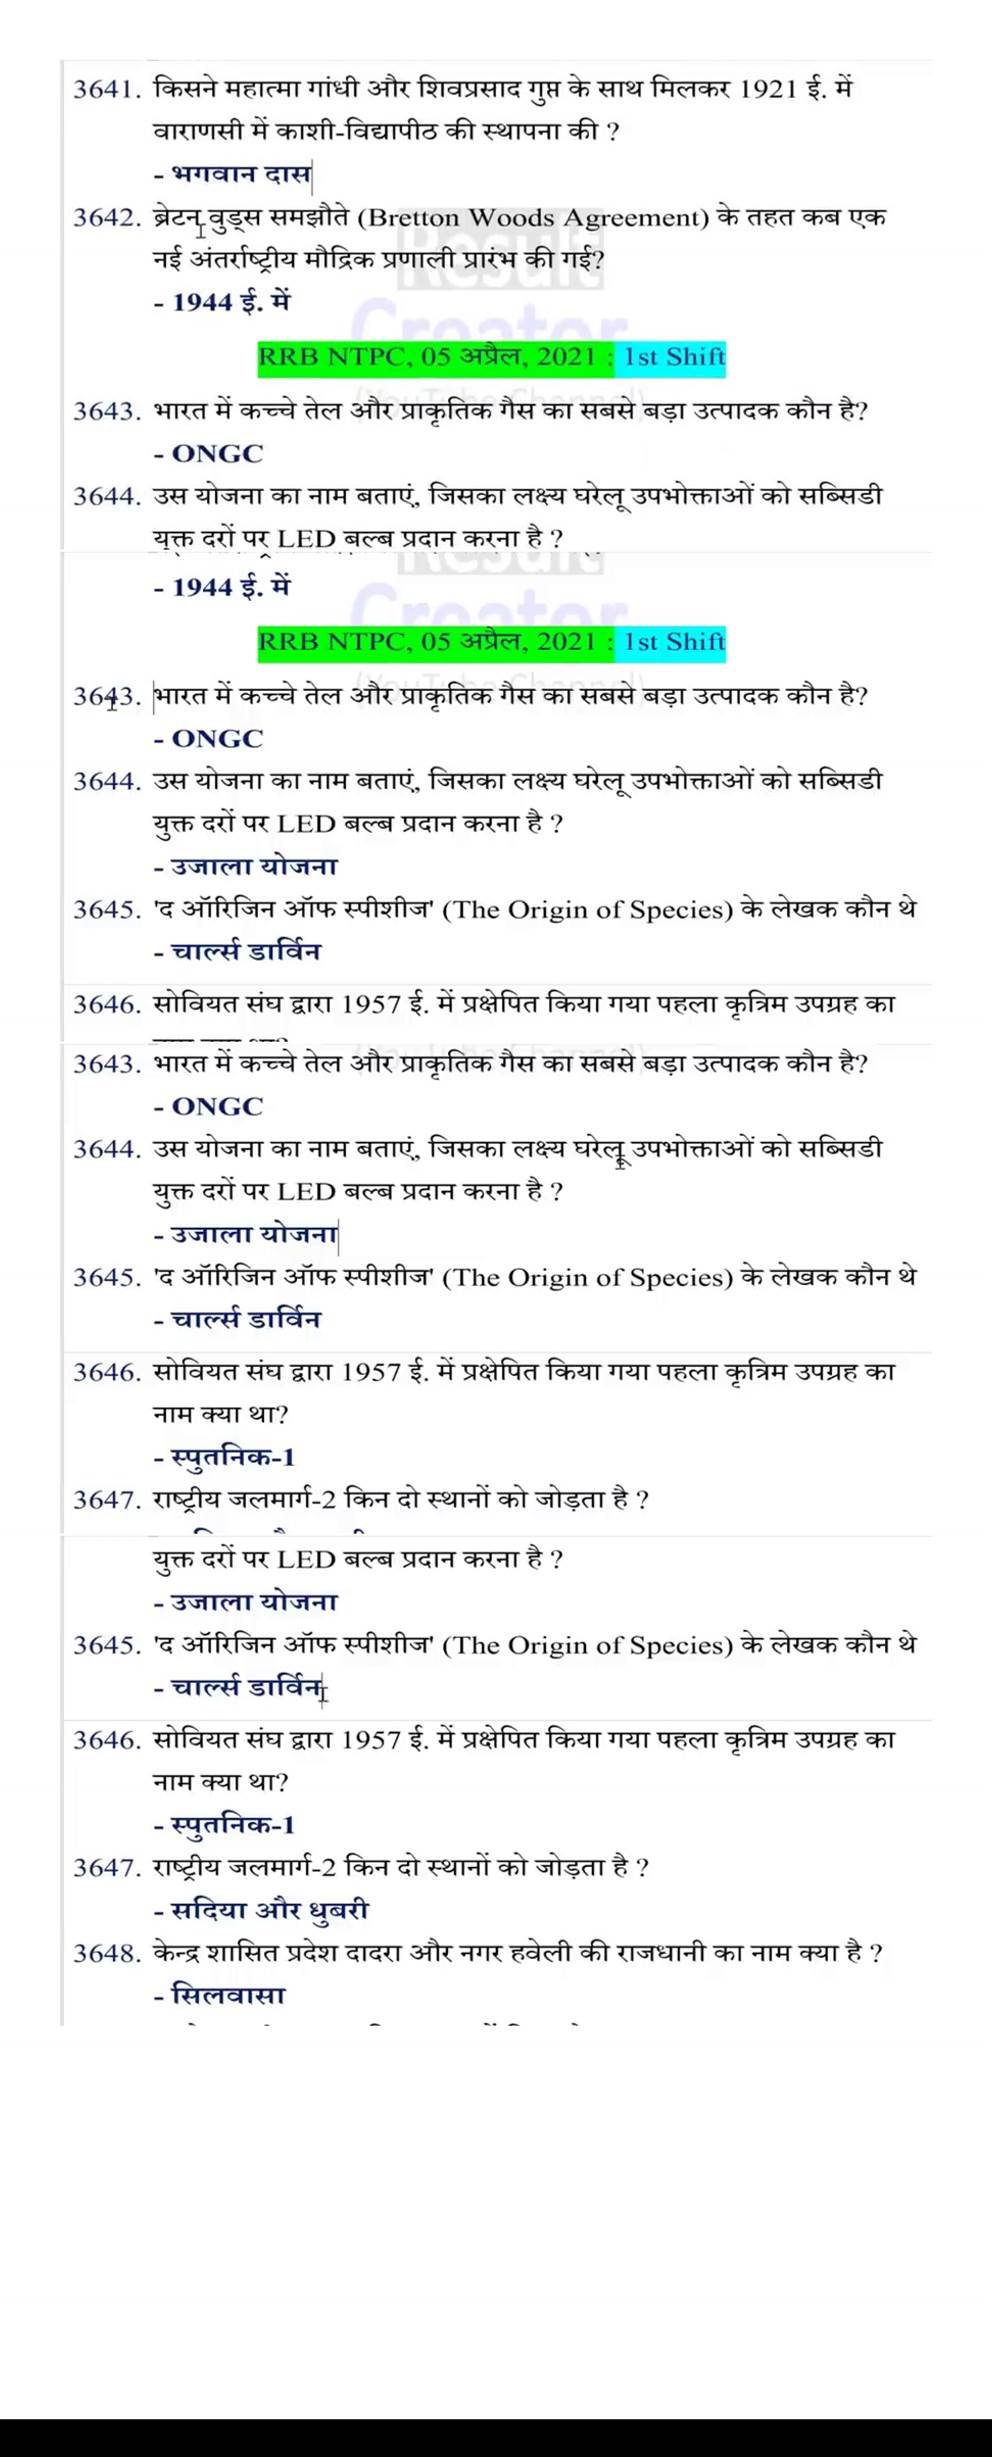 3641. किसने महात्मा गांधी और शिवप्रसाद गुप्त के साथ मिलकर 1921 ई. में
वाराणसी में काशी-विद्यापीठ की स्थापना की ?
- भगवान दास
3642. ब्रेटन वुड्स समझौते (Bretton Woods Agreement) के तहत कब एक
नई अंतर्राष्ट्रीय मौद्रिक प्रणाली प्रारंभ की गई?
- 1944 ई. में
RRB NTPC, 05 अप्रैल, 2021 : 1st Shift
3643. भारत में कच्चे तेल और प्राकृतिक गैस का सबसे बड़ा उत्पादक कौन है?
- ONGC
3644. उस योजना का नाम बताएं, जिसका लक्ष्य घरेलू उपभोक्ताओं को सब्सिडी
युक्त दरों पर LED बल्ब प्रदान करना है ?
- 1944 ई. में
RRB NTPC, 05 अप्रैल, 2021 : 1st Shift
3643. भारत में कच्चे तेल और प्राकृतिक गैस का सबसे बड़ा उत्पादक कौन है?
- ONGC
3644. उस योजना का नाम बताएं, जिसका लक्ष्य घरेलू उपभोक्ताओं को सब्सिडी
युक्त दरों पर LED बल्ब प्रदान करना है ?
- उजाला योजना
3645. 'द ऑरिजिन ऑफ स्पीशीज' (The Origin of Species) के लेखक कौन थे
- चार्ल्स डार्विन
3646. सोवियत संघ द्वारा 1957 ई. में प्रक्षेपित किया गया पहला कृत्रिम उपग्रह का
3643. भारत में कच्चे तेल और प्राकृतिक गैस का सबसे बड़ा उत्पादक कौन है?
- ONGC
3644. उस योजना का नाम बताएं, जिसका लक्ष्य घरेलू उपभोक्ताओं को सब्सिडी
युक्त दरों पर LED बल्ब प्रदान करना है ?
- उजाला योजना
3645. 'द ऑरिजिन ऑफ स्पीशीज' (The Origin of Species) के लेखक कौन थे
- चार्ल्स डार्विन
3646. सोवियत संघ द्वारा 1957 ई. में प्रक्षेपित किया गया पहला कृत्रिम उपग्रह का
नाम क्या था?
- स्पुतनिक-1
3647. राष्ट्रीय जलमार्ग-2 किन दो स्थानों को जोड़ता है ?
युक्त दरों पर LED बल्ब प्रदान करना है ?
- उजाला योजना
3645. 'द ऑरिजिन ऑफ स्पीशीज' (The Origin of Species) के लेखक कौन थे
- चार्ल्स डार्विन
3646. सोवियत संघ द्वारा 1957 ई. में प्रक्षेपित किया गया पहला कृत्रिम उपग्रह का
नाम क्या था?
- स्पुतनिक-1
3647. राष्ट्रीय जलमार्ग-2 किन दो स्थानों को जोड़ता है ?
- सदिया और धुबरी
3648. केन्द्र शासित प्रदेश दादरा और नगर हवेली की राजधानी का नाम क्या है ?
- सिलवासा